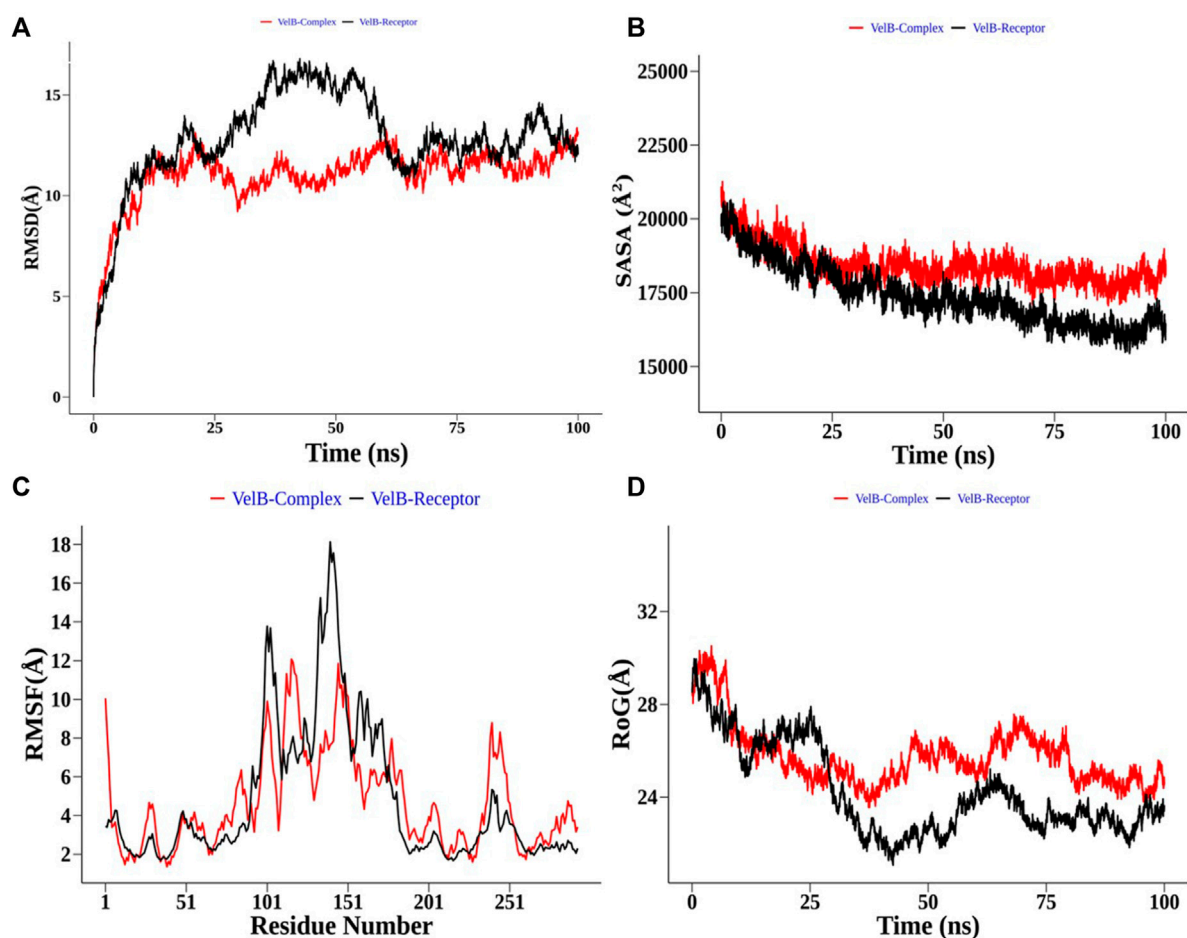 A
VelB-Complex VelB-Receptor
RMSD(Å)
15
10
5
0
0 25 50 75 100
Time (ns)
B
VelB-Complex VelB-Receptor
SASA (Å²)
25000
22500
20000
17500
15000
0 25 50 75 100
Time (ns)
C
VelB-Complex VelB-Receptor
RMSF(Å)
18
16
14
12
10
8
6
4
2
1 51 101 151 201 251
Residue Number
D
VelB-Complex VelB-Receptor
RoG(Å)
32
28
24
0 25 50 75 100
Time (ns)